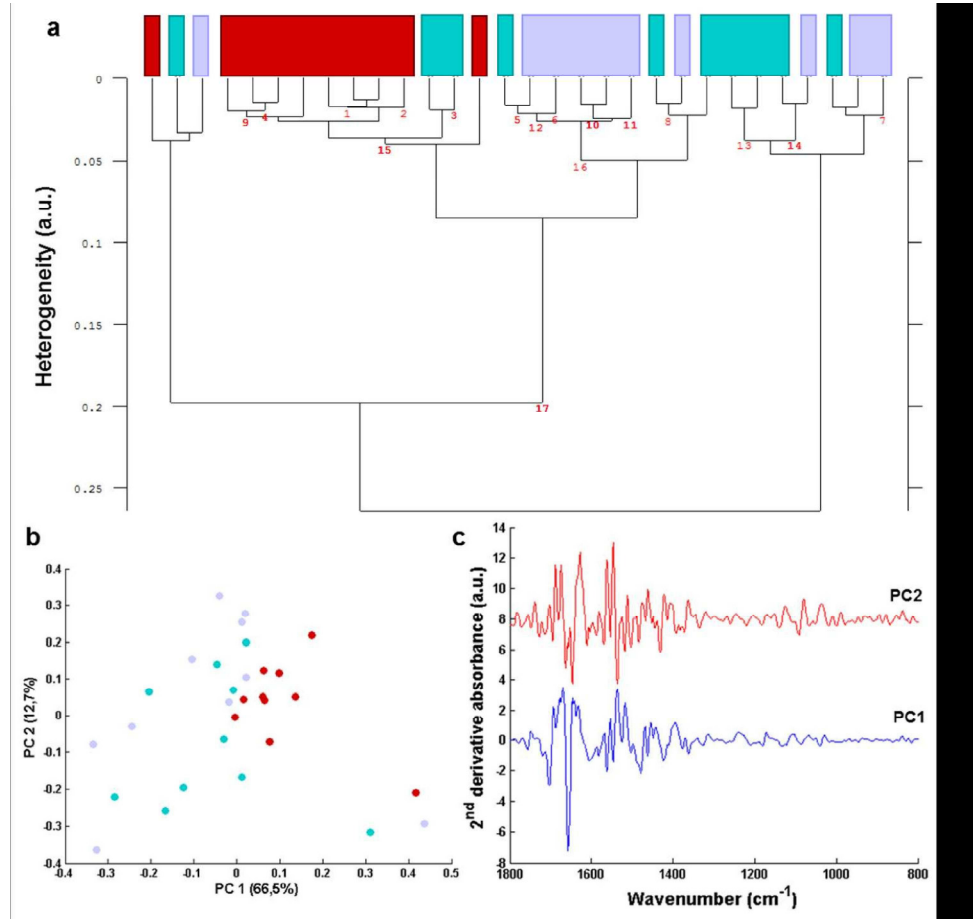 a
0
1 2 3 4 9 5 6 12 10 11 8 7
0.05
15 16 13 14
Heterogeneity (a.u.)
0.1
0.15
0.2
17
0.25
b
0.4
0.3
0.2
0.1
0
-0.1
-0.2
-0.3
-0.4
PC 2 (12,7%)
-0.4 -0.3 -0.2 -0.1 0 0.1 0.2 0.3 0.4 0.5
PC 1 (66,5%)
c
14
12
10
8
6
4
2
0
-2
-4
-6
-8
2nd derivative absorbance (a.u.)
PC2
PC1
1800 1600 1400 1200 1000 800
Wavenumber (cm-1)